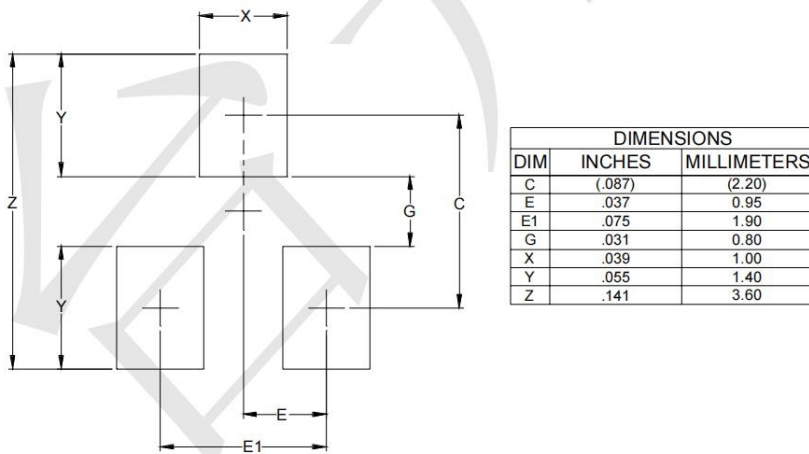 X
Y
Z
G
C
Y
E
E1
DIMENSIONS
DIM INCHES MILLIMETERS
C (.087) (2.20)
E .037 0.95
E1 .075 1.90
G .031 0.80
X .039 1.00
Y .055 1.40
Z .141 3.60